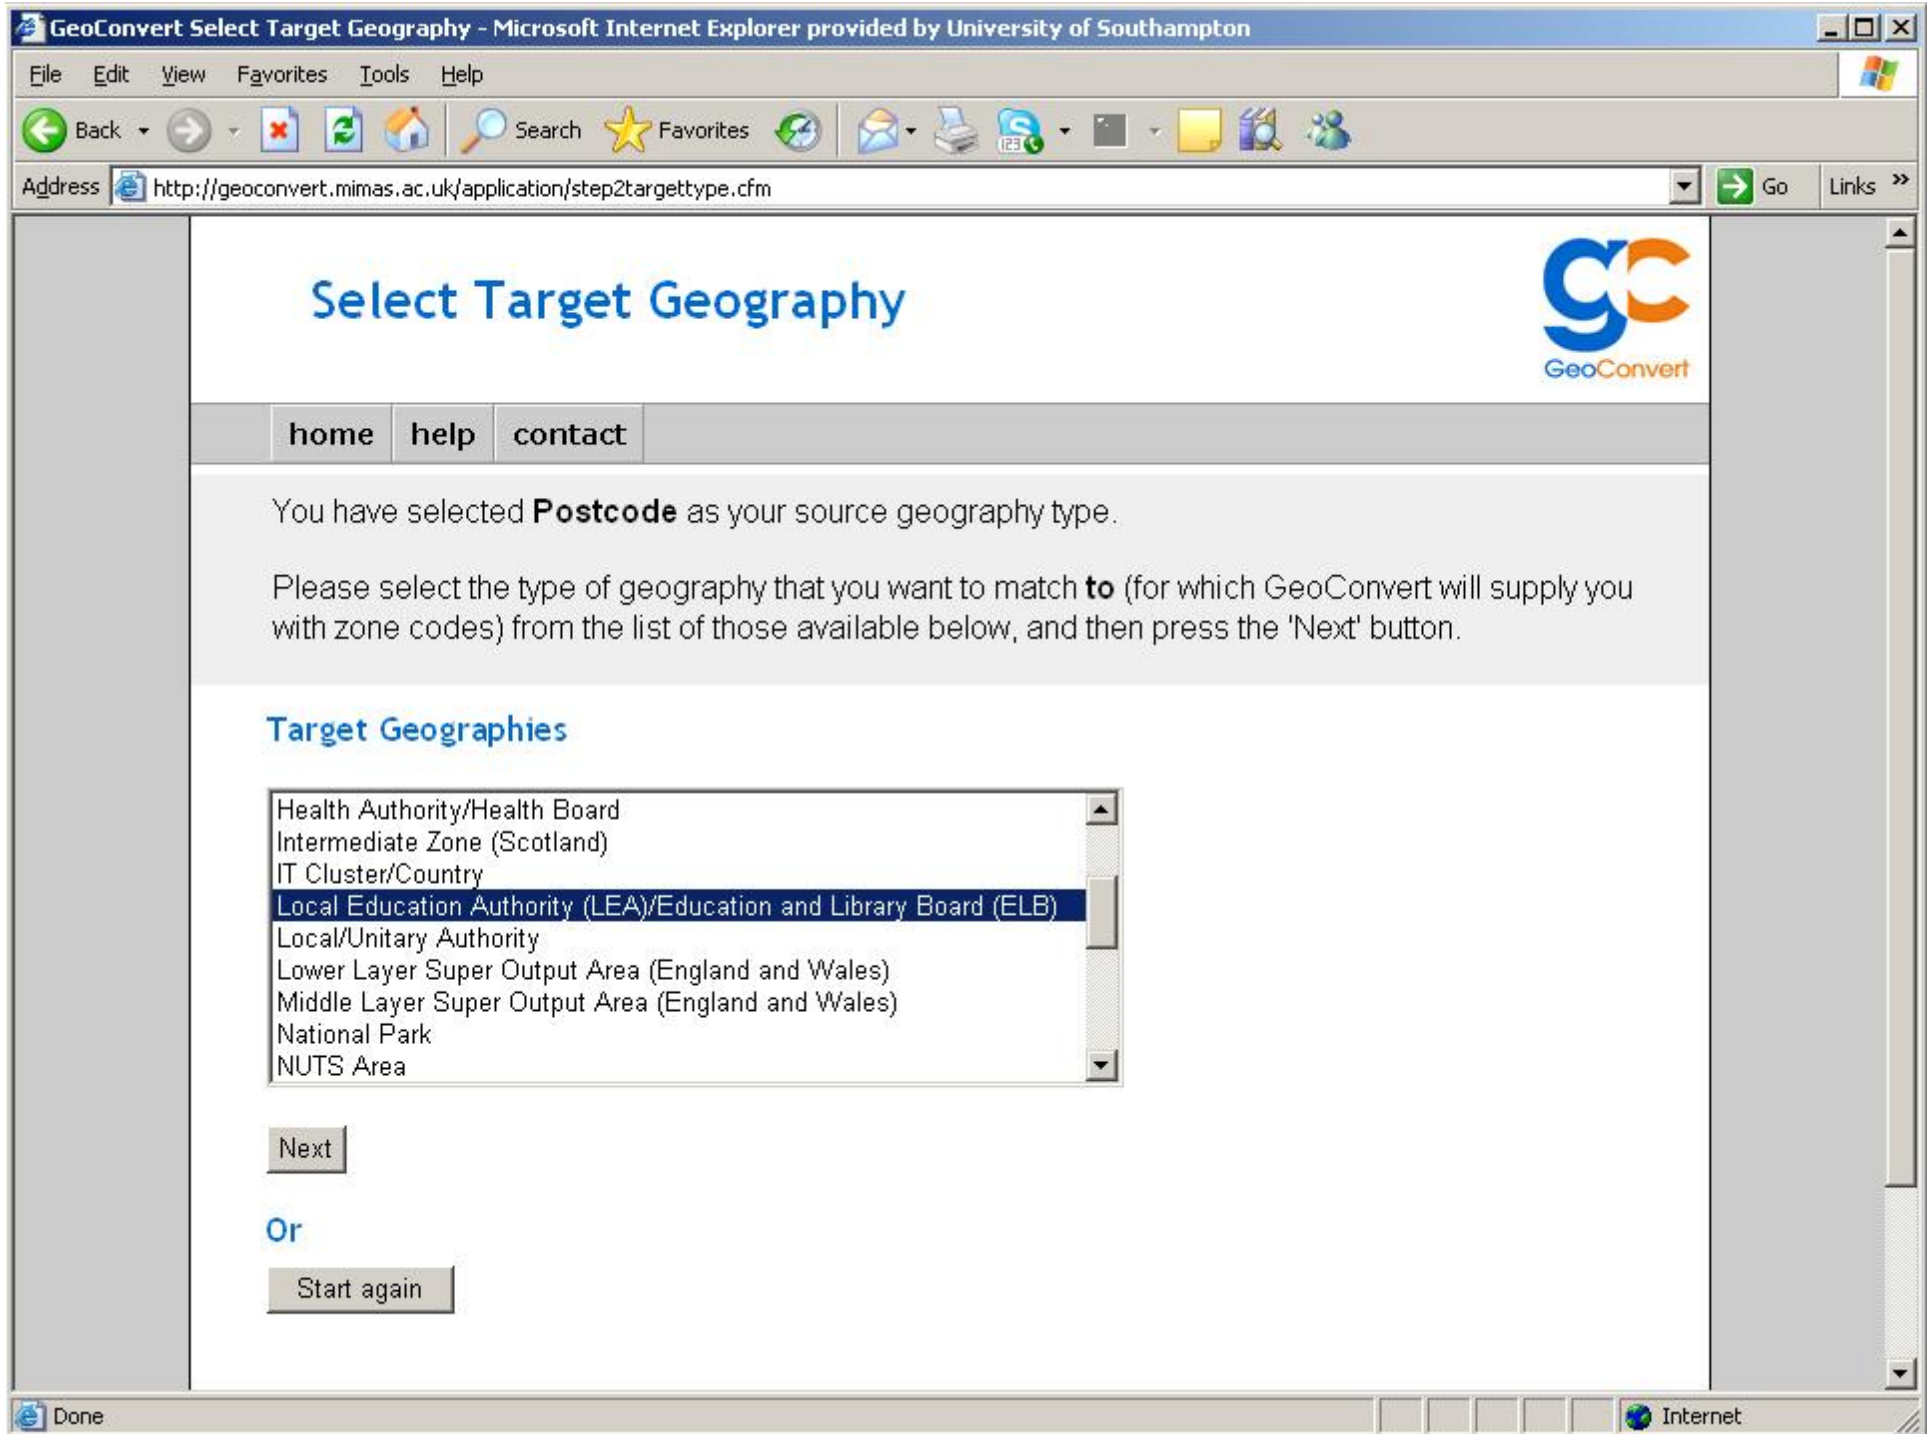 GeoConvert Select Target Geography - Microsoft Internet Explorer provided by University of Southampton
File Edit View Favorites Tools Help
Back Search Favorites 123
Address http://geoconvert.mimas.ac.uk/application/step2targettype.cfm Go Links »
Select Target Geography
gc
GeoConvert
home help contact
You have selected Postcode as your source geography type.
Please select the type of geography that you want to match to (for which GeoConvert will supply you
with zone codes) from the list of those available below, and then press the 'Next' button.
Target Geographies
Health Authority/Health Board
Intermediate Zone (Scotland)
IT Cluster/Country
Local Education Authority (LEA)/Education and Library Board (ELB)
Local/Unitary Authority
Lower Layer Super Output Area (England and Wales)
Middle Layer Super Output Area (England and Wales)
National Park
NUTS Area
Next
Or
Start again
Done Internet